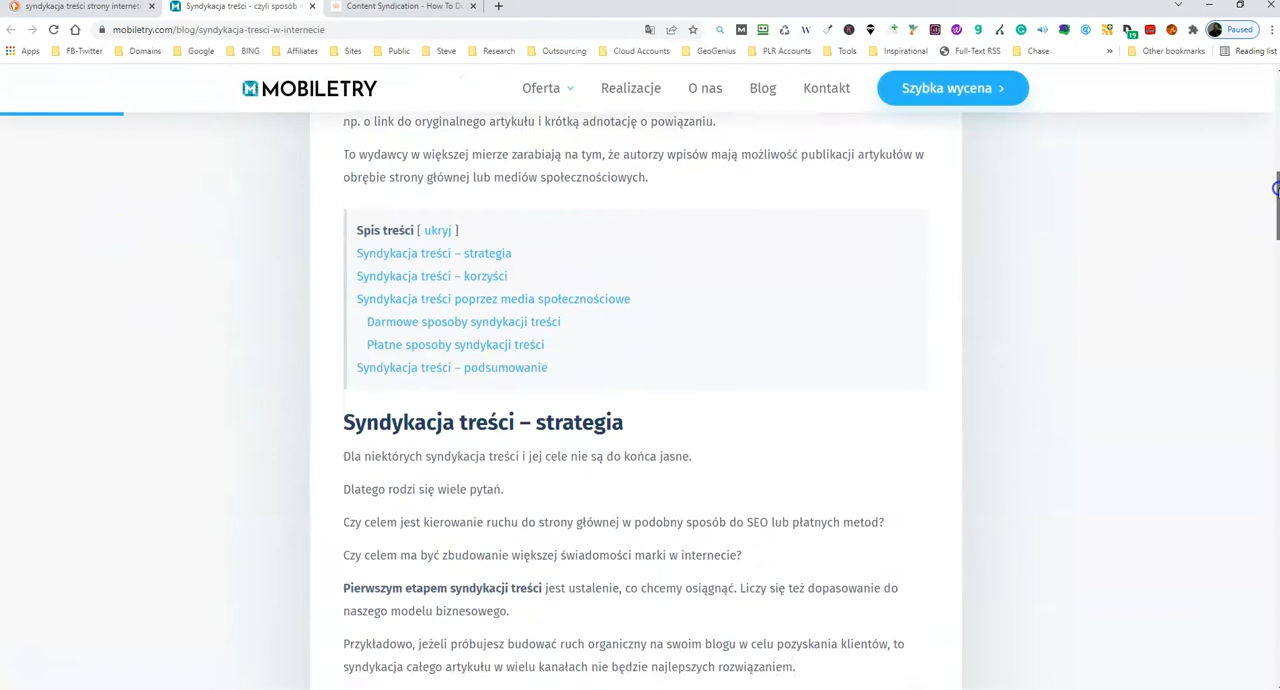 syndykacja treści strony internet
Syndykacja treści - czyli sposób
Content Syndication - How To D
mobiletry.com/blog/syndykacja-tresci-w-internecie
Paused
Apps
FB-Twitter
Domains
Google
BING
Affiliates
Sites
Public
Steve
Research
Outsourcing
Cloud Accounts
GeoGenius
PLR Accounts
Tools
Inspirational
Full-Text RSS
Chase
»
Other bookmarks
Reading list
MOBILETRY
Oferta
Realizacje
O nas
Blog
Kontakt
Szybka wycena ›
np. o link do oryginalnego artykułu i krótką adnotację o powiązaniu.
To wydawcy w większej mierze zarabiają na tym, że autorzy wpisów mają możliwość publikacji artykułów w
obrębie strony głównej lub mediów społecznościowych.
Spis treści [ ukryj ]
Syndykacja treści – strategia
Syndykacja treści – korzyści
Syndykacja treści poprzez media społecznościowe
Darmowe sposoby syndykacji treści
Płatne sposoby syndykacji treści
Syndykacja treści – podsumowanie
Syndykacja treści – strategia
Dla niektórych syndykacja treści i jej cele nie są do końca jasne.
Dlatego rodzi się wiele pytań.
Czy celem jest kierowanie ruchu do strony głównej w podobny sposób do SEO lub płatnych metod?
Czy celem ma być zbudowanie większej świadomości marki w internecie?
Pierwszym etapem syndykacji treści jest ustalenie, co chcemy osiągnąć. Liczy się też dopasowanie do
naszego modelu biznesowego.
Przykładowo, jeżeli próbujesz budować ruch organiczny na swoim blogu w celu pozyskania klientów, to
syndykacja całego artykułu w wielu kanałach nie będzie najlepszych rozwiązaniem.